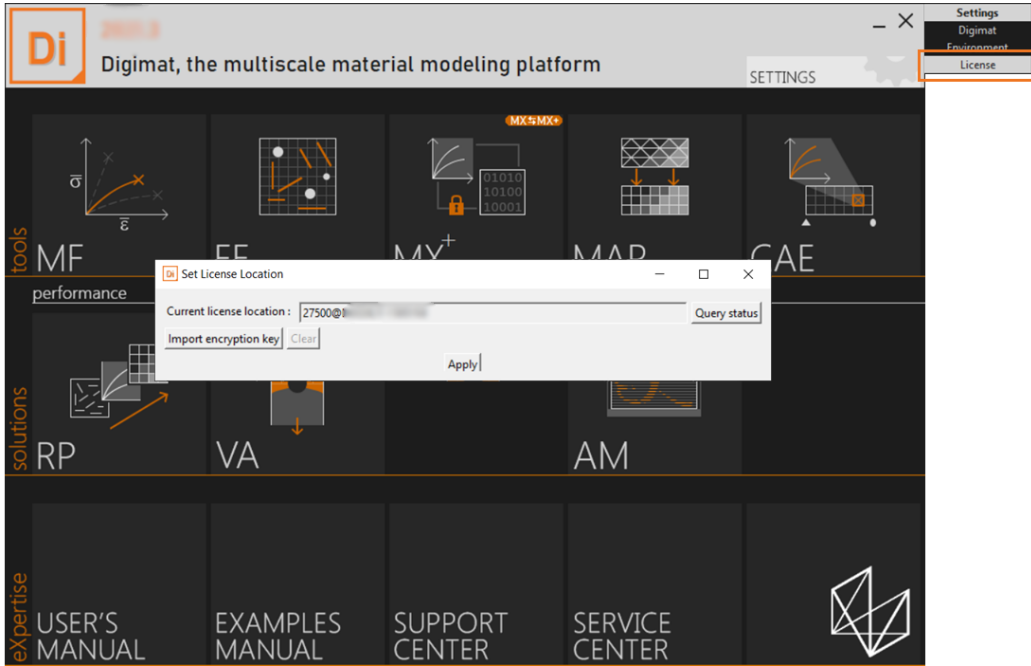 Di
Digimat, the multiscale material modeling platform
SETTINGS
Settings
Digimat
Environment
License
tools
σ
ε
MF
FE
MX⇆MX+
01010
10100
10001
MX+
MAP
CAE
Di Set License Location
Current license location : 27500@
Query status
Import encryption key Clear
Apply
performance
solutions
RP
VA
AM
eXpertise
USER'S
MANUAL
EXAMPLES
MANUAL
SUPPORT
CENTER
SERVICE
CENTER